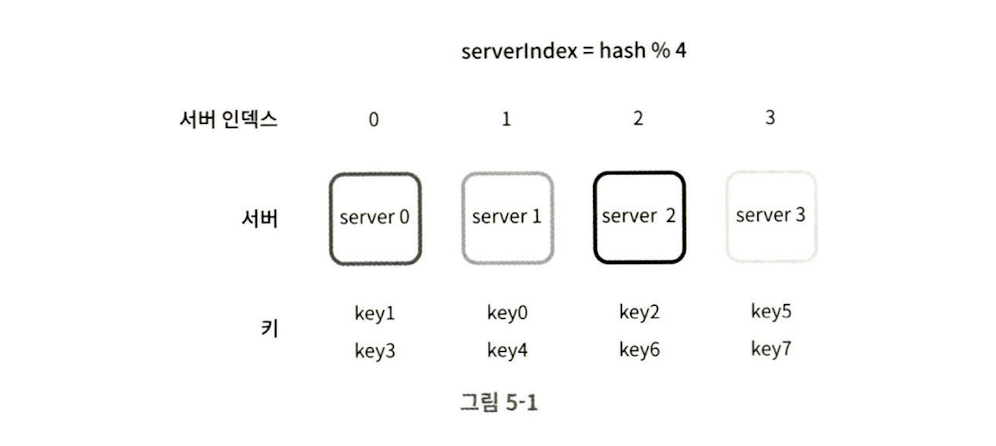 serverIndex = hash % 4
서버 인덱스 0 1 2 3
서버 server 0 server 1 server 2 server 3
키
key1 key0 key2 key5
key3 key4 key6 key7
그림 5-1